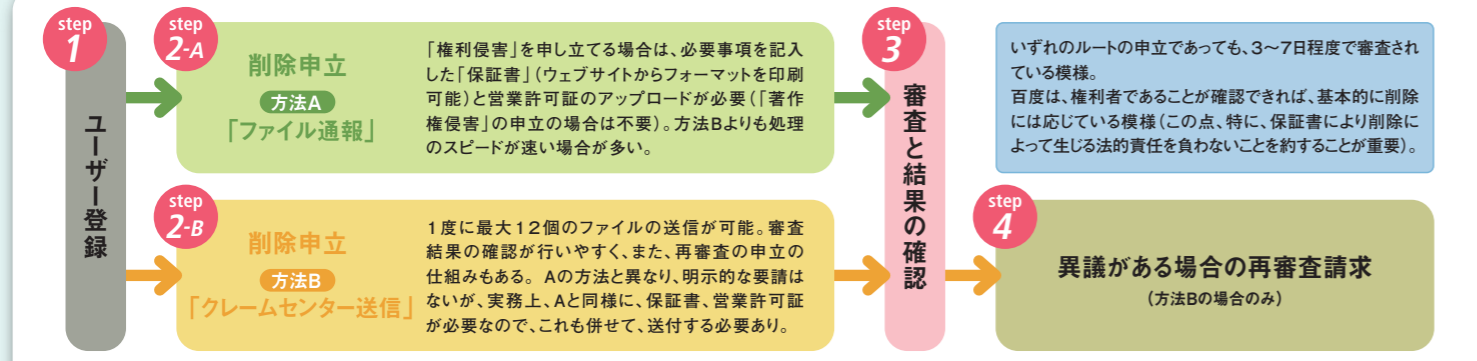 step
1
ユーザー登録
step
2-A
削除申立
方法A
「ファイル通報」
「権利侵害」を申し立てる場合は、必要事項を記入
した「保証書」（ウェブサイトからフォーマットを印刷
可能）と営業許可証のアップロードが必要（「著作
権侵害」の申立の場合は不要）。方法Bよりも処理
のスピードが速い場合が多い。
step
2-B
削除申立
方法B
「クレームセンター送信」
1度に最大12個のファイルの送信が可能。審査
結果の確認が行いやすく、また、再審査の申立の
仕組みもある。 Aの方法と異なり、明示的な要請は
ないが、実務上、Aと同様に、保証書、営業許可証
が必要なので、これも併せて、送付する必要あり。
step
3
審査と結果の確認
いずれのルートの申立であっても、3〜7日程度で審査され
ている模様。
百度は、権利者であることが確認できれば、基本的に削除
には応じている模様（この点、特に、保証書により削除に
よって生じる法的責任を負わないことを約することが重要）。
step
4
異議がある場合の再審査請求
（方法Bの場合のみ）